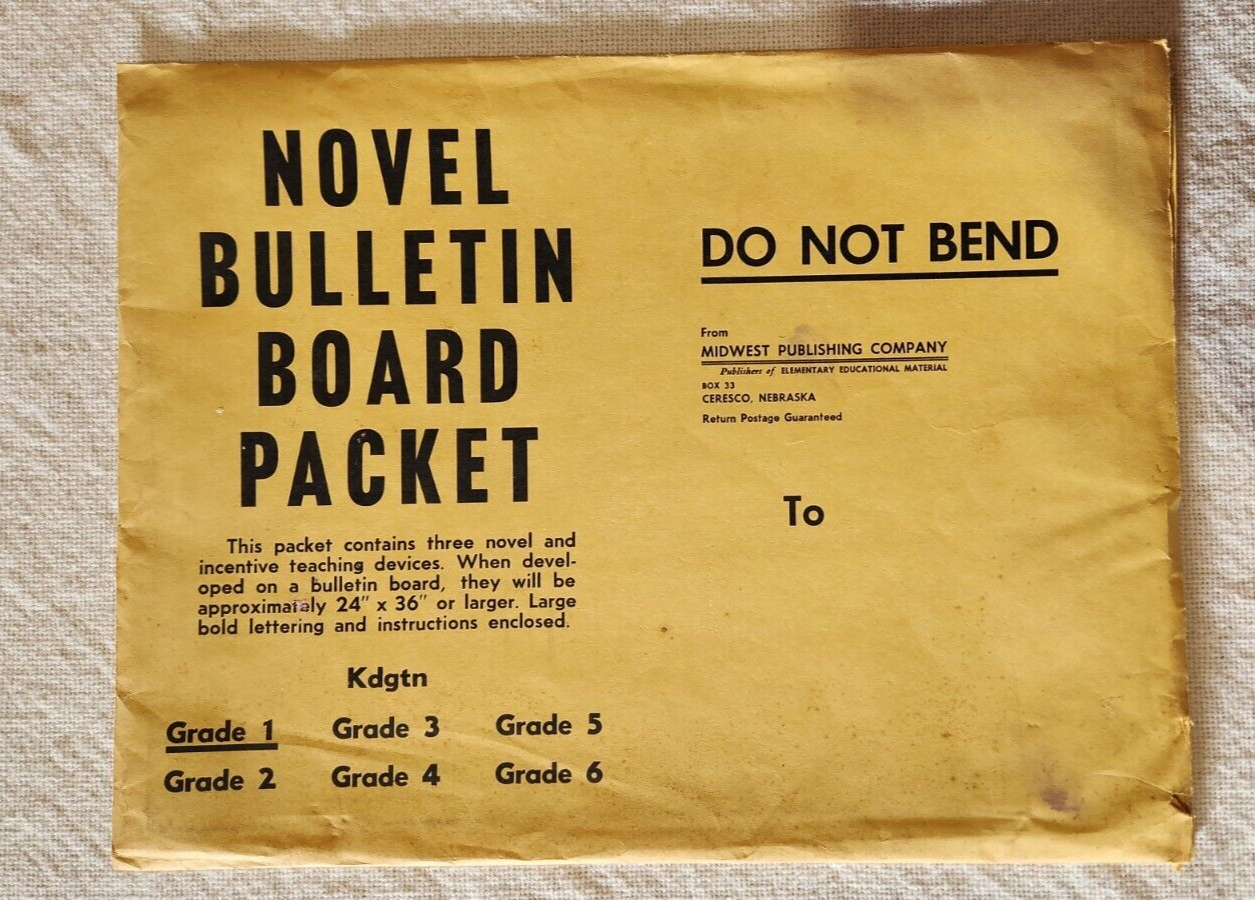 NOVEL
BULLETIN
BOARD
PACKET
This packet contains three novel and
incentive teaching devices. When devel-
oped on a bulletin board, they will be
approximately 24" x 36" or larger. Large
bold lettering and instructions enclosed.
Kdgtn
Grade 1 Grade 3 Grade 5
Grade 2 Grade 4 Grade 6
DO NOT BEND
From
MIDWEST PUBLISHING COMPANY
Publishers of ELEMENTARY EDUCATIONAL MATERIAL
BOX 33
CERESCO, NEBRASKA
Return Postage Guaranteed
To